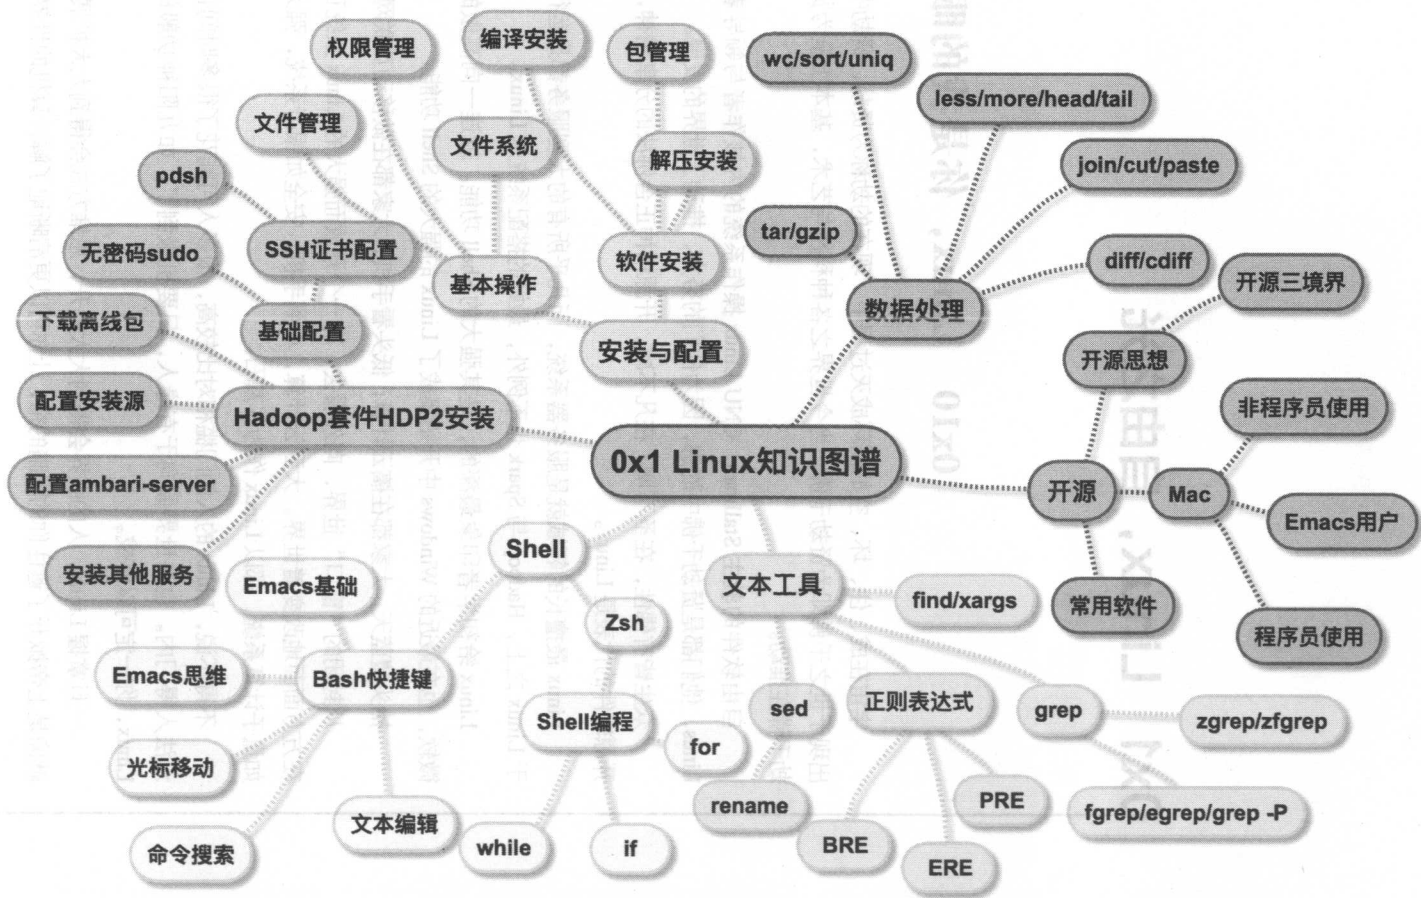 权限管理
编译安装
包管理
wc/sort/uniq
less/more/head/tail
文件管理
文件系统
解压安装
join/cut/paste
pdsh
tar/gzip
无密码sudo
SSH证书配置
基本操作
软件安装
diff/cdiff
开源三境界
下载离线包
基础配置
安装与配置
数据处理
开源思想
配置安装源
Hadoop套件HDP2安装
非程序员使用
0x1 Linux知识图谱
配置ambari-server
开源
Mac
Emacs用户
Shell
安装其他服务
Emacs基础
文本工具
find/xargs
常用软件
Zsh
程序员使用
Emacs思维
Bash快捷键
Shell编程
sed
正则表达式
grep
zgrep/zfgrep
for
光标移动
rename
PRE
fgrep/egrep/grep -P
命令搜索
文本编辑
while
if
BRE
ERE